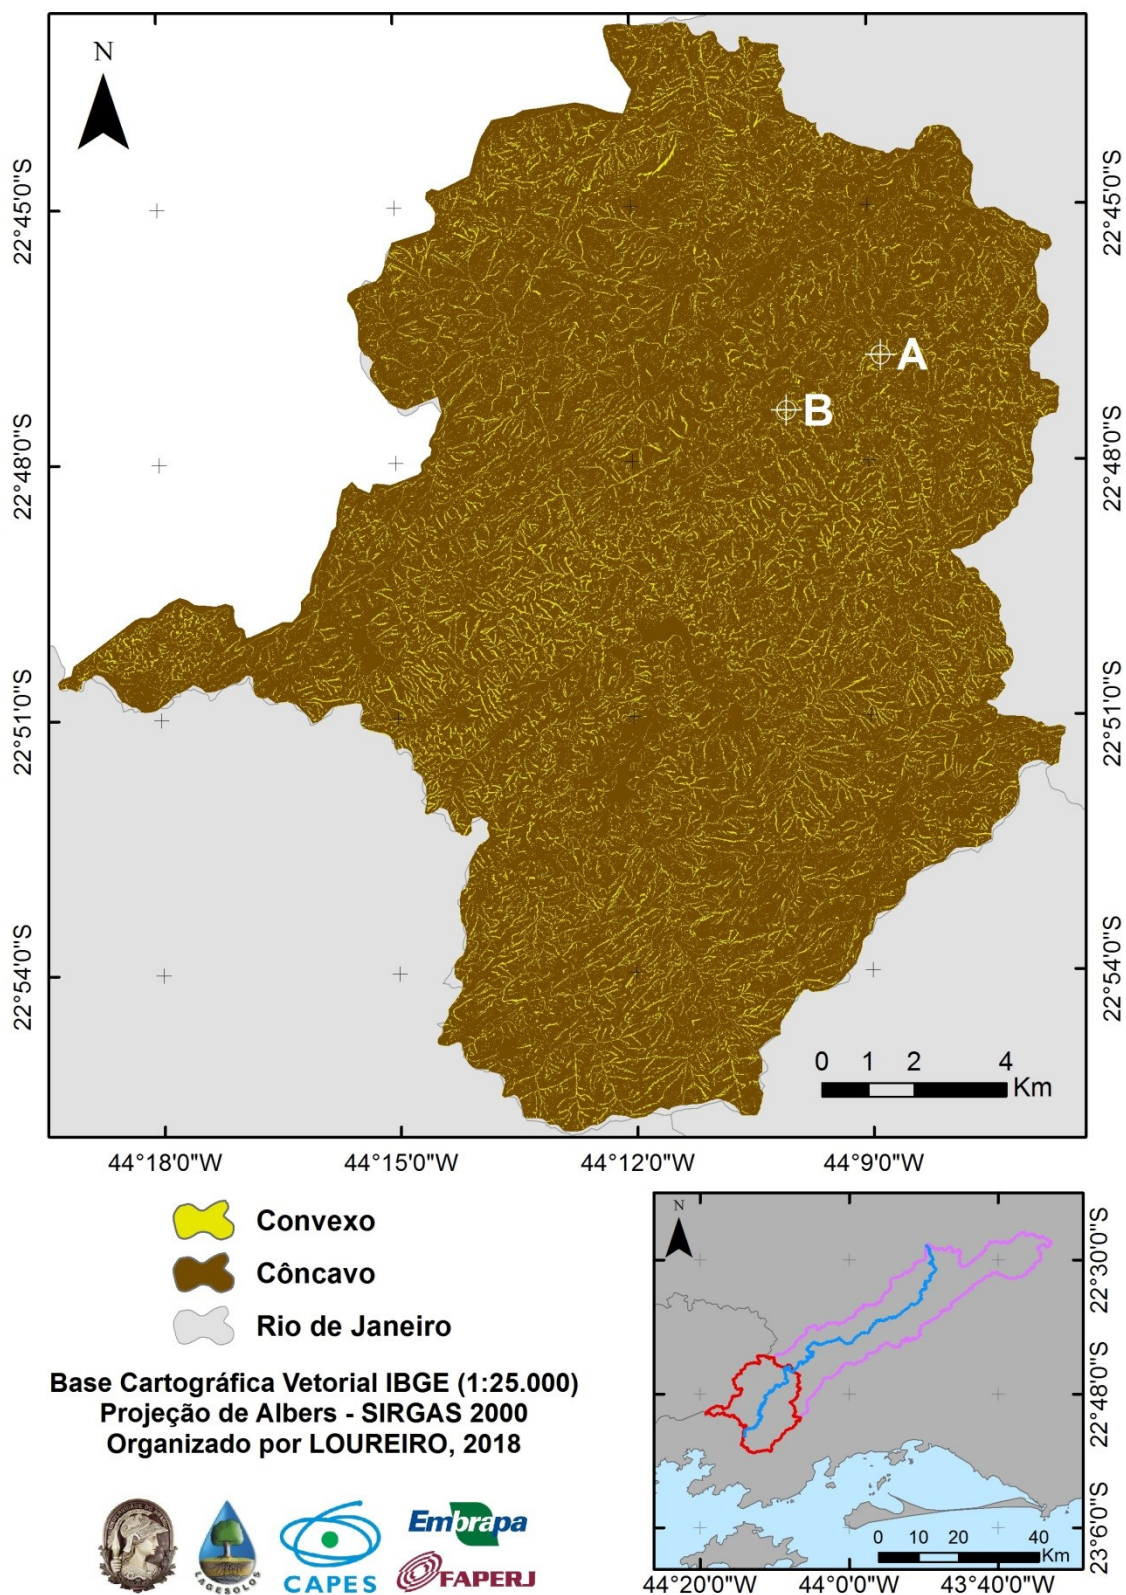 N
22°45'0"S
22°45'0"S
A
B
22°48'0"S
22°48'0"S
22°51'0"S
22°51'0"S
22°54'0"S
22°54'0"S
0 1 2 4
Km
44°18'0"W 44°15'0"W 44°12'0"W 44°9'0"W
Convexo
Côncavo
Rio de Janeiro
Base Cartográfica Vetorial IBGE (1:25.000)
Projeção de Albers - SIRGAS 2000
Organizado por LOUREIRO, 2018
LAGESOLOS
CAPES
Embrapa
FAPERJ
N
22°30'0"S
22°48'0"S
23°6'0"S
0 10 20 40
Km
44°20'0"W 44°0'0"W 43°40'0"W